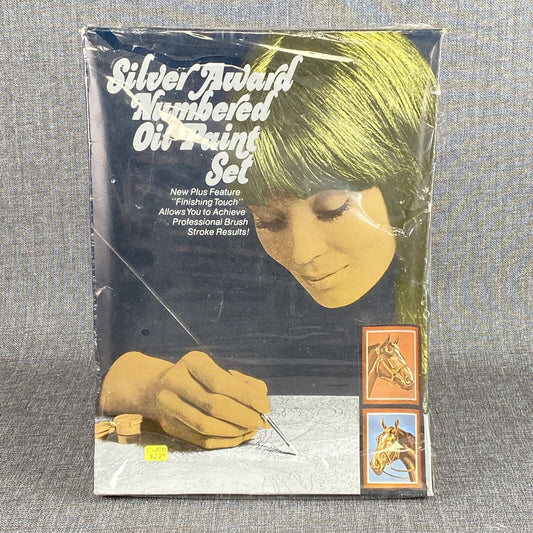 Silver Award
Numbered
Oil Paint
Set
New Plus Feature
"Finishing Touch"
Allows You to Achieve
Professional Brush
Stroke Results!